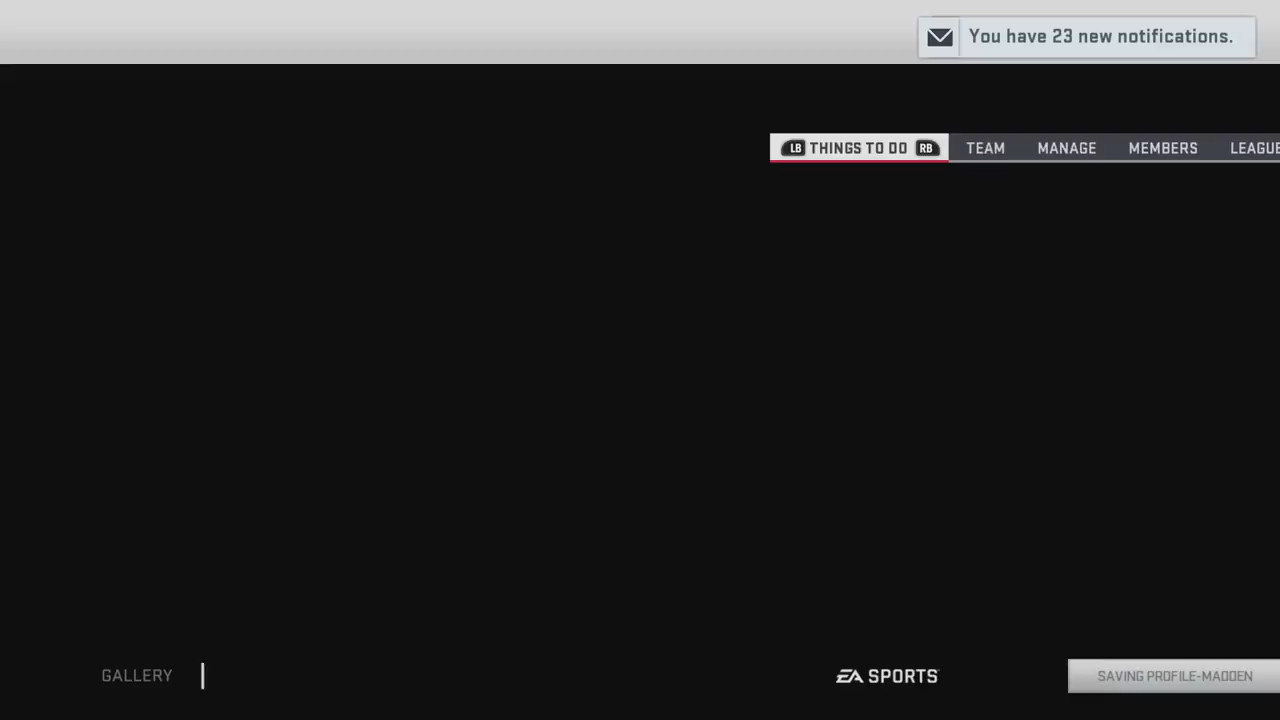 You have 23 new notifications.
LB THINGS TO DO RB TEAM MANAGE MEMBERS LEAGUE
GALLERY
EA SPORTS
SAVING PROFILE-MADDEN